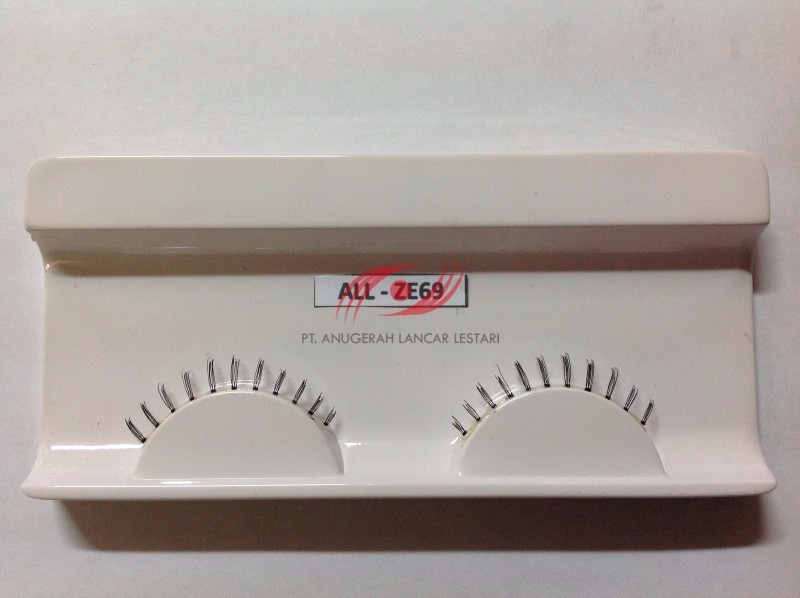 ALL - ZE69
PT. ANUGERAH LANCAR LESTARI